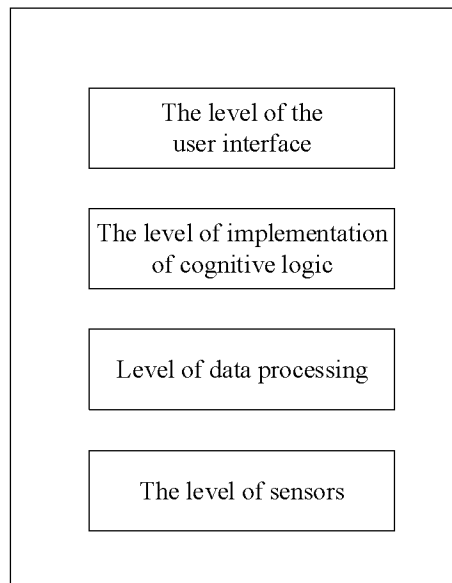 The level of the
user interface
The level of implementation
of cognitive logic
Level of data processing
The level of sensors